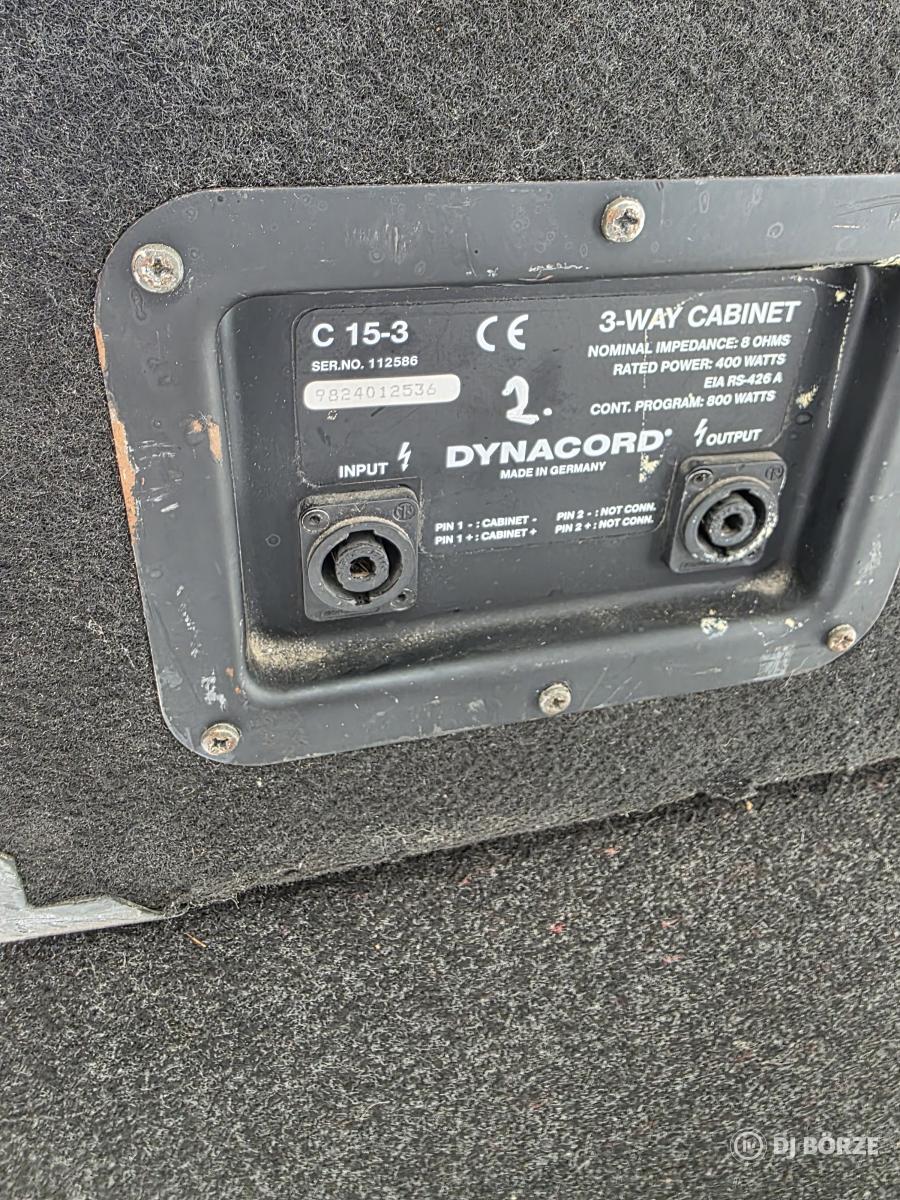 C 15-3
SER.NO. 112586
9824012536
CE
2.
3-WAY CABINET
NOMINAL IMPEDANCE: 8 OHMS
RATED POWER: 400 WATTS
EIA RS-426 A
CONT. PROGRAM: 800 WATTS
DYNACORD
MADE IN GERMANY
INPUT
OUTPUT
PIN 1 - : CABINET -
PIN 1 + : CABINET +
PIN 2 - : NOT CONN.
PIN 2 + : NOT CONN.
DJ BÖRZE